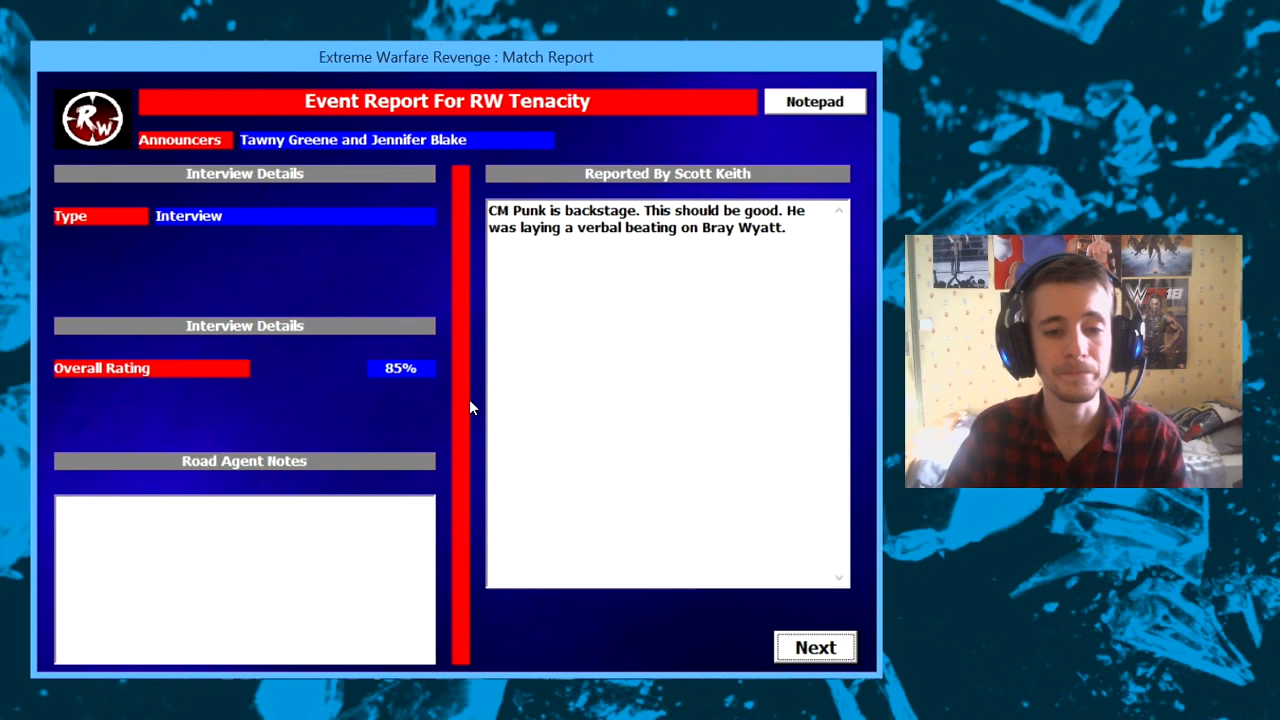 Extreme Warfare Revenge : Match Report
RW
Event Report For RW Tenacity
Notepad
Announcers
Tawny Greene and Jennifer Blake
Interview Details
Type
Interview
Interview Details
Overall Rating
85%
Road Agent Notes
Reported By Scott Keith
CM Punk is backstage. This should be good. He
was laying a verbal beating on Bray Wyatt.
Next
W 18